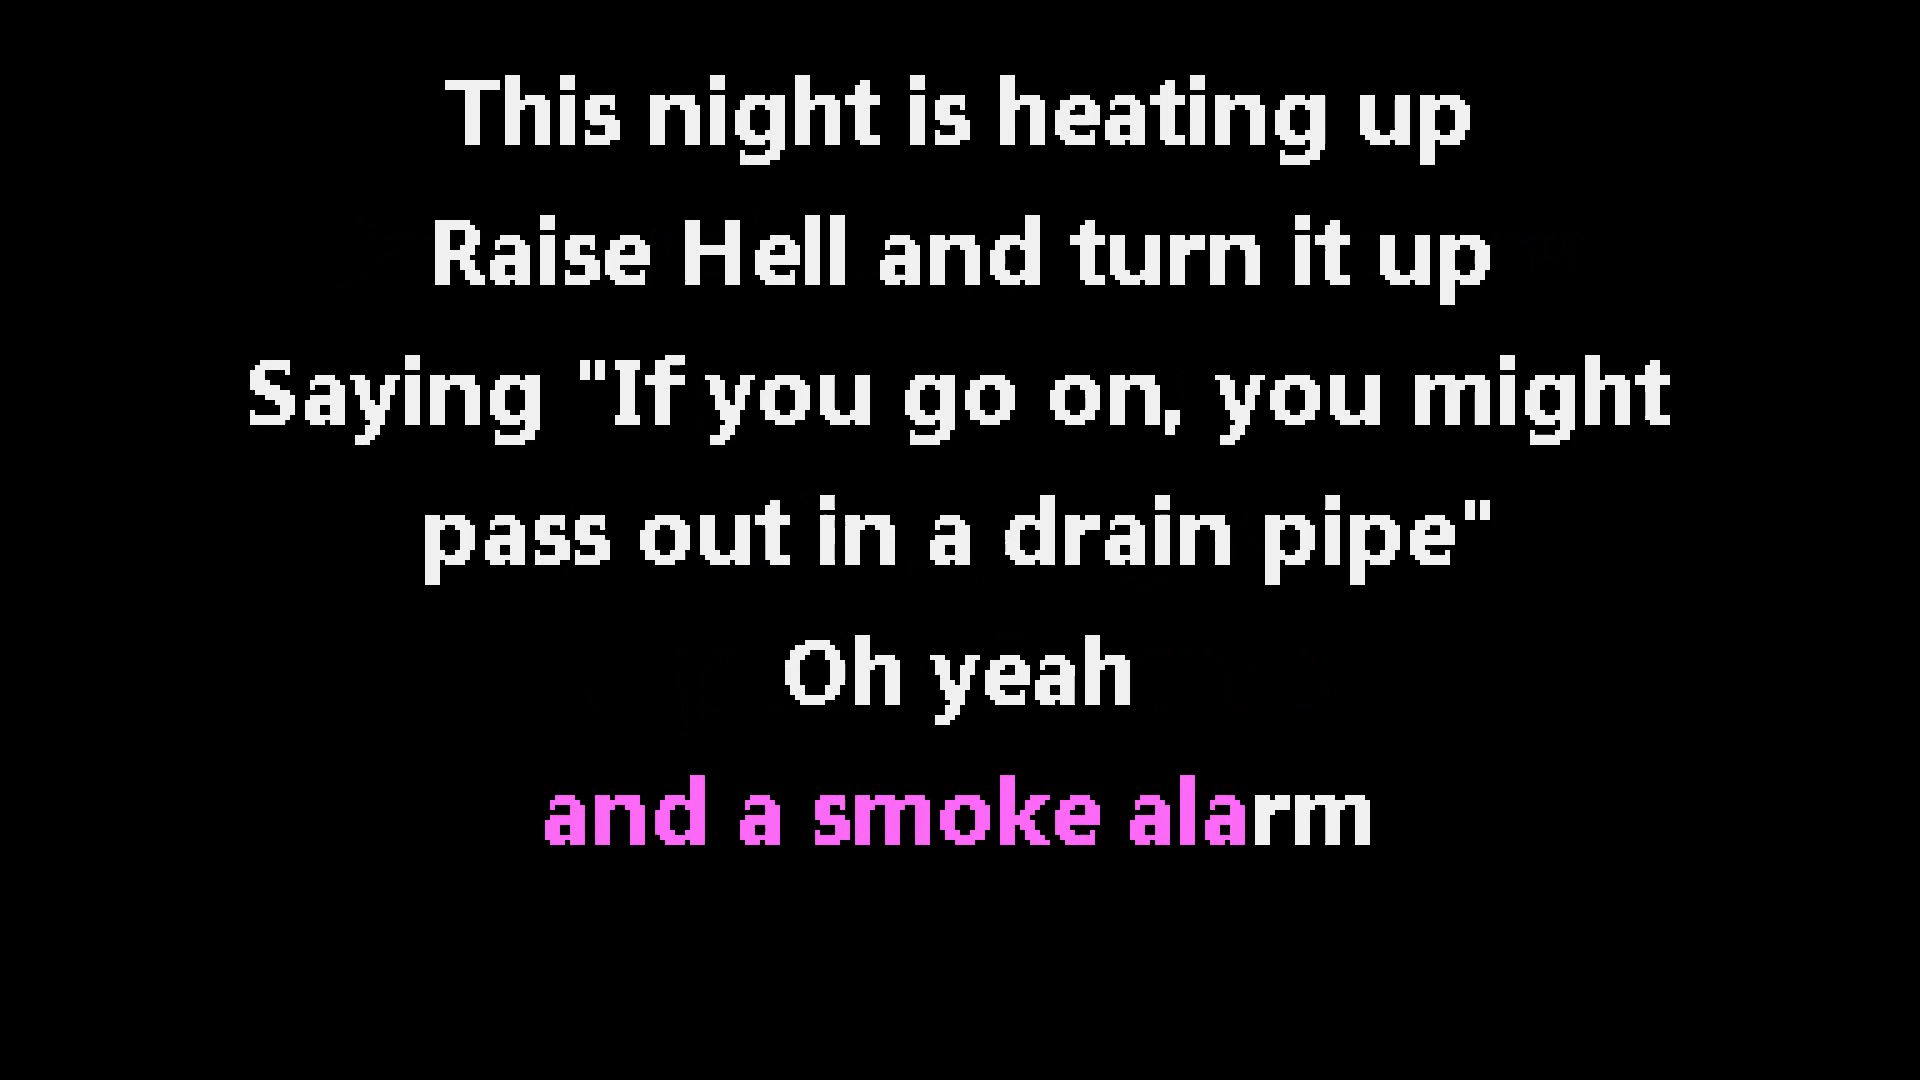 This night is heating up
Raise Hell and turn it up
Saying "If you go on, you might
pass out in a drain pipe"
Oh yeah
and a smoke alarm